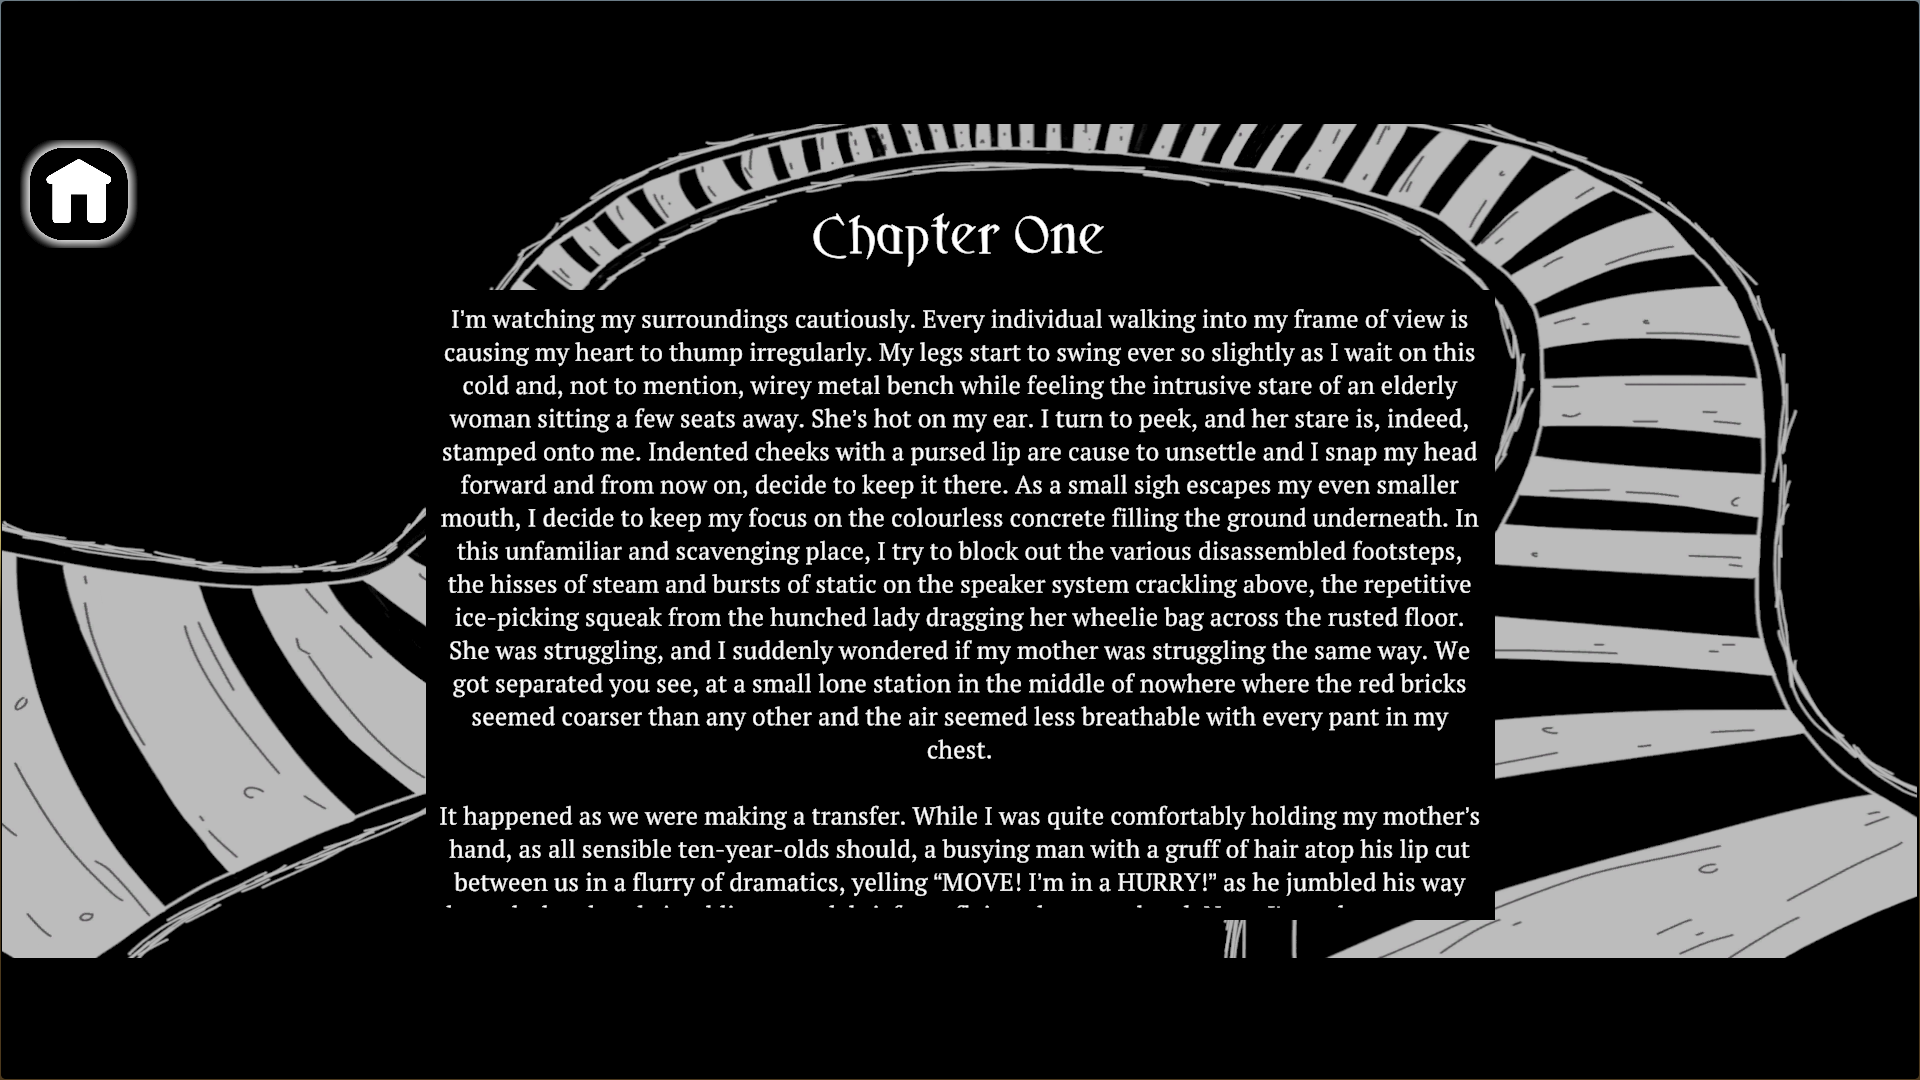 Chapter One
I'm watching my surroundings cautiously. Every individual walking into my frame of view is
causing my heart to thump irregularly. My legs start to swing ever so slightly as I wait on this
cold and, not to mention, wirey metal bench while feeling the intrusive stare of an elderly
woman sitting a few seats away. She's hot on my ear. I turn to peek, and her stare is, indeed,
stamped onto me. Indented cheeks with a pursed lip are cause to unsettle and I snap my head
forward and from now on, decide to keep it there. As a small sigh escapes my even smaller
mouth, I decide to keep my focus on the colourless concrete filling the ground underneath. In
this unfamiliar and scavenging place, I try to block out the various disassembled footsteps,
the hisses of steam and bursts of static on the speaker system crackling above, the repetitive
ice-picking squeak from the hunched lady dragging her wheelie bag across the rusted floor.
She was struggling, and I suddenly wondered if my mother was struggling the same way. We
got separated you see, at a small lone station in the middle of nowhere where the red bricks
seemed coarser than any other and the air seemed less breathable with every pant in my
chest.
It happened as we were making a transfer. While I was quite comfortably holding my mother's
hand, as all sensible ten-year-olds should, a busying man with a gruff of hair atop his lip cut
between us in a flurry of dramatics, yelling “MOVE! I'm in a HURRY!” as he jumbled his way